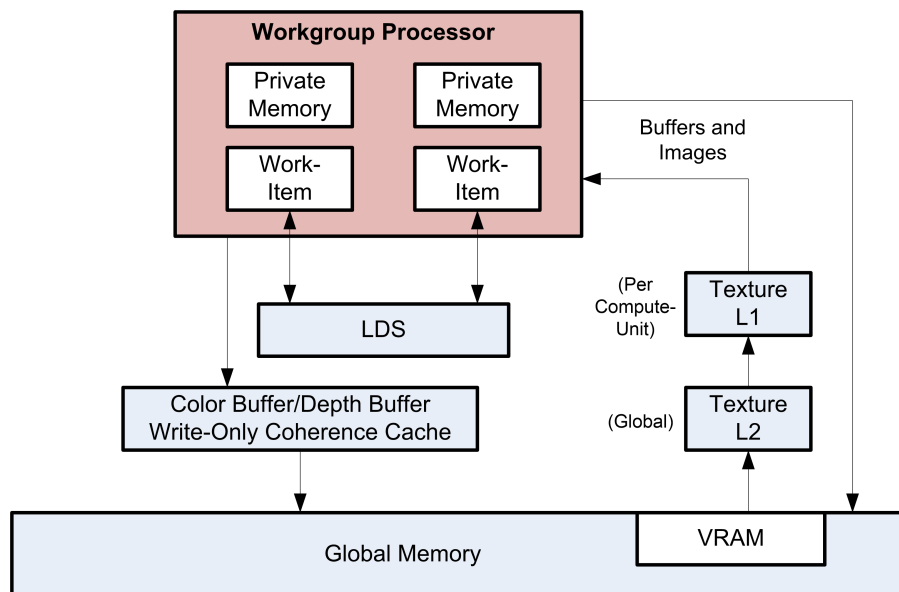 Workgroup Processor
Private
Memory
Private
Memory
Work-
Item
Work-
Item
Buffers and
Images
(Per
Compute-
Unit)
Texture
L1
LDS
Color Buffer/Depth Buffer
Write-Only Coherence Cache
(Global)
Texture
L2
Global Memory
VRAM